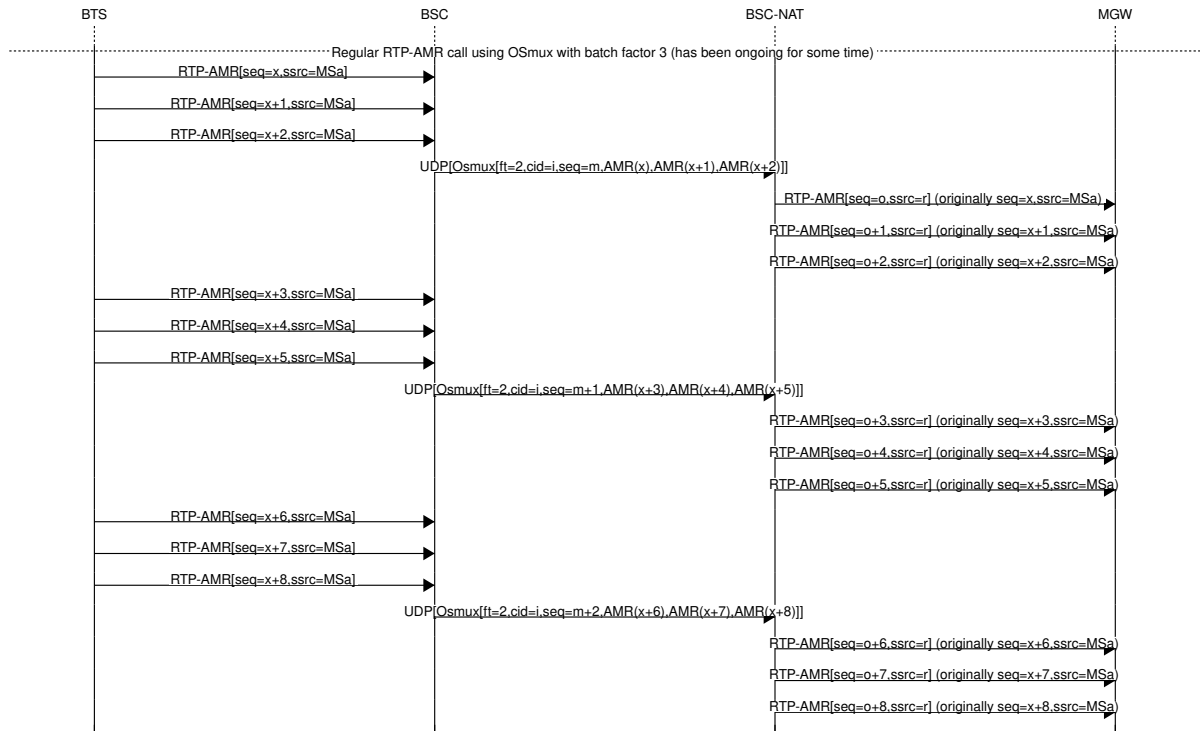 BTS BSC BSC-NAT MGW
Regular RTP-AMR call using OSmux with batch factor 3 (has been ongoing for some time)
RTP-AMR[seq=x,ssrc=MSa]
RTP-AMR[seq=x+1,ssrc=MSa]
RTP-AMR[seq=x+2,ssrc=MSa]
UDP[Osmux[ft=2,cid=i,seq=m,AMR(x),AMR(x+1),AMR(x+2)]]
RTP-AMR[seq=o,ssrc=r] (originally seq=x,ssrc=MSa)
RTP-AMR[seq=o+1,ssrc=r] (originally seq=x+1,ssrc=MSa)
RTP-AMR[seq=o+2,ssrc=r] (originally seq=x+2,ssrc=MSa)
RTP-AMR[seq=x+3,ssrc=MSa]
RTP-AMR[seq=x+4,ssrc=MSa]
RTP-AMR[seq=x+5,ssrc=MSa]
UDP[Osmux[ft=2,cid=i,seq=m+1,AMR(x+3),AMR(x+4),AMR(x+5)]]
RTP-AMR[seq=o+3,ssrc=r] (originally seq=x+3,ssrc=MSa)
RTP-AMR[seq=o+4,ssrc=r] (originally seq=x+4,ssrc=MSa)
RTP-AMR[seq=o+5,ssrc=r] (originally seq=x+5,ssrc=MSa)
RTP-AMR[seq=x+6,ssrc=MSa]
RTP-AMR[seq=x+7,ssrc=MSa]
RTP-AMR[seq=x+8,ssrc=MSa]
UDP[Osmux[ft=2,cid=i,seq=m+2,AMR(x+6),AMR(x+7),AMR(x+8)]]
RTP-AMR[seq=o+6,ssrc=r] (originally seq=x+6,ssrc=MSa)
RTP-AMR[seq=o+7,ssrc=r] (originally seq=x+7,ssrc=MSa)
RTP-AMR[seq=o+8,ssrc=r] (originally seq=x+8,ssrc=MSa)